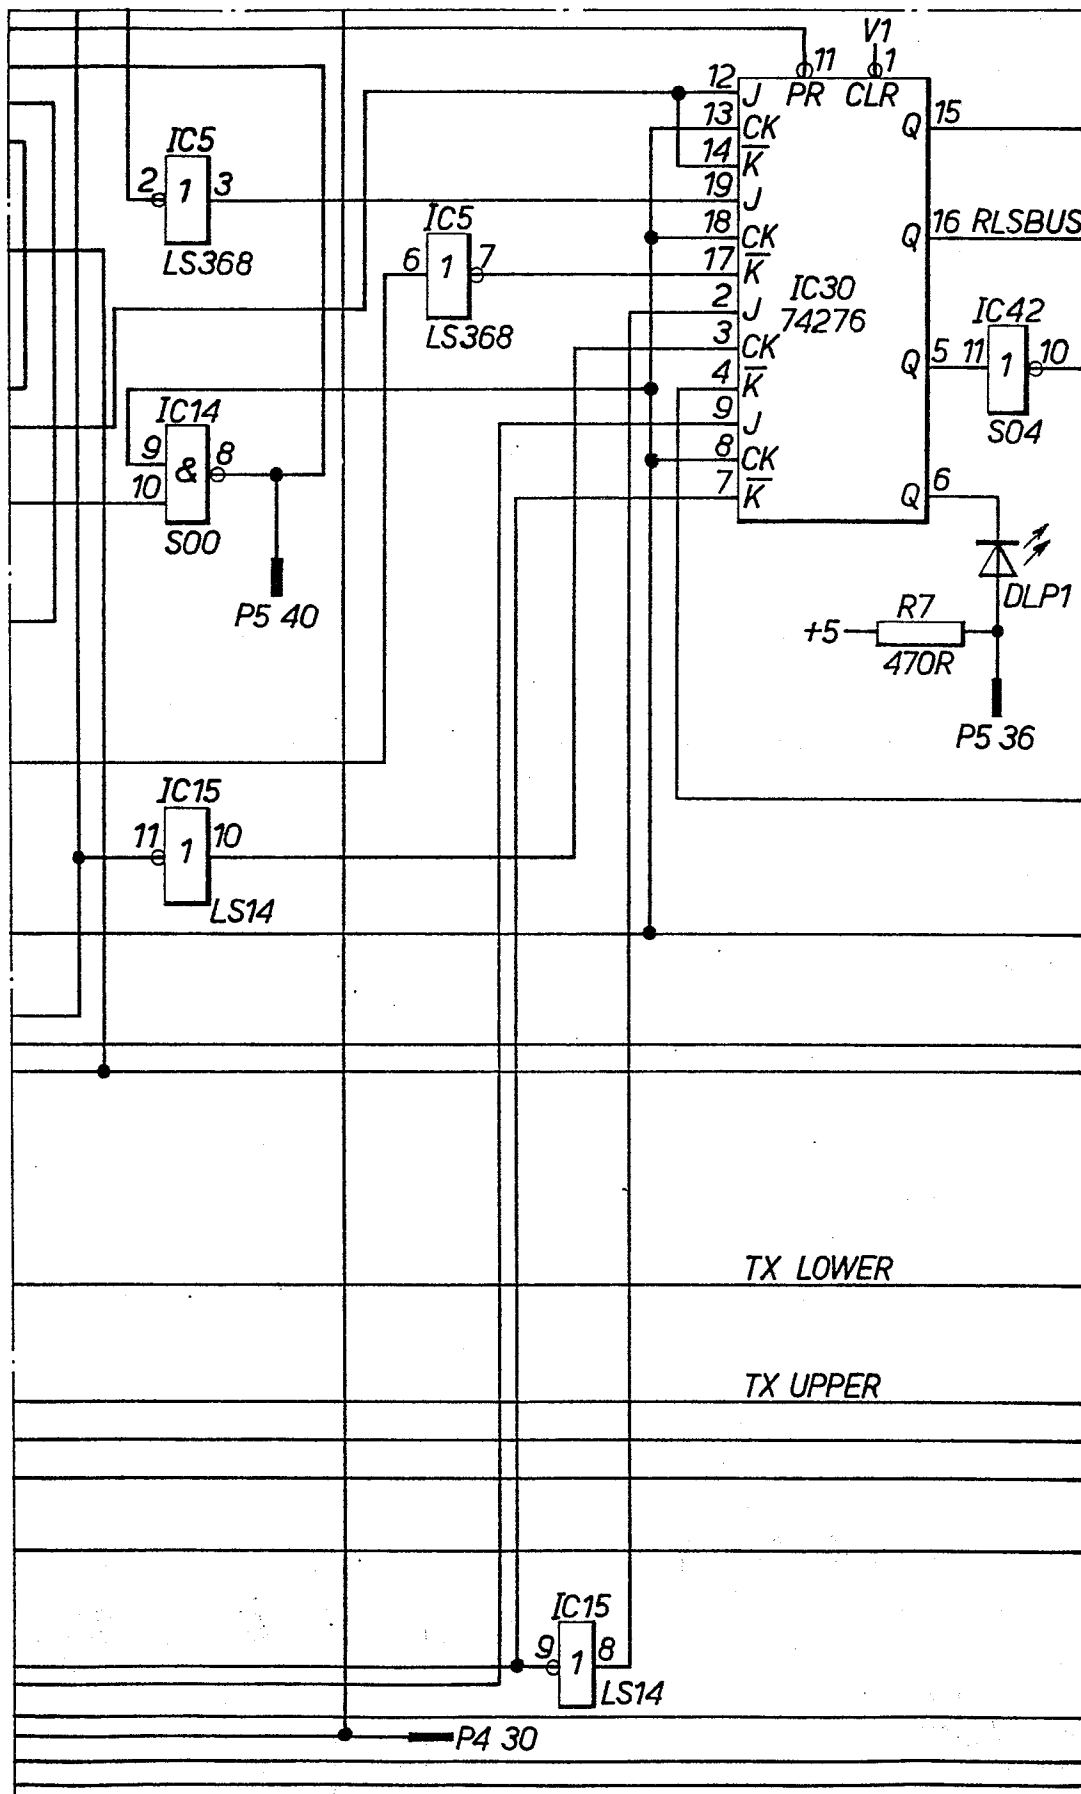 V1
11 1
12 J PR CLR
13 CK Q 15
14 K̅
19 J
18 CK Q 16 RLSBUS
17 K̅
2 J
3 CK Q 5
4 K̅
9 J
8 CK
7 K̅ Q 6
IC30
74276
IC5
2 1 3
LS368
IC5
6 1 7
LS368
IC42
11 1 10
S04
IC14
9 & 8
10
S00
P5 40
DLP1
R7
+5
470R
P5 36
IC15
11 1 10
LS14
TX LOWER
TX UPPER
IC15
9 1 8
LS14
P4 30